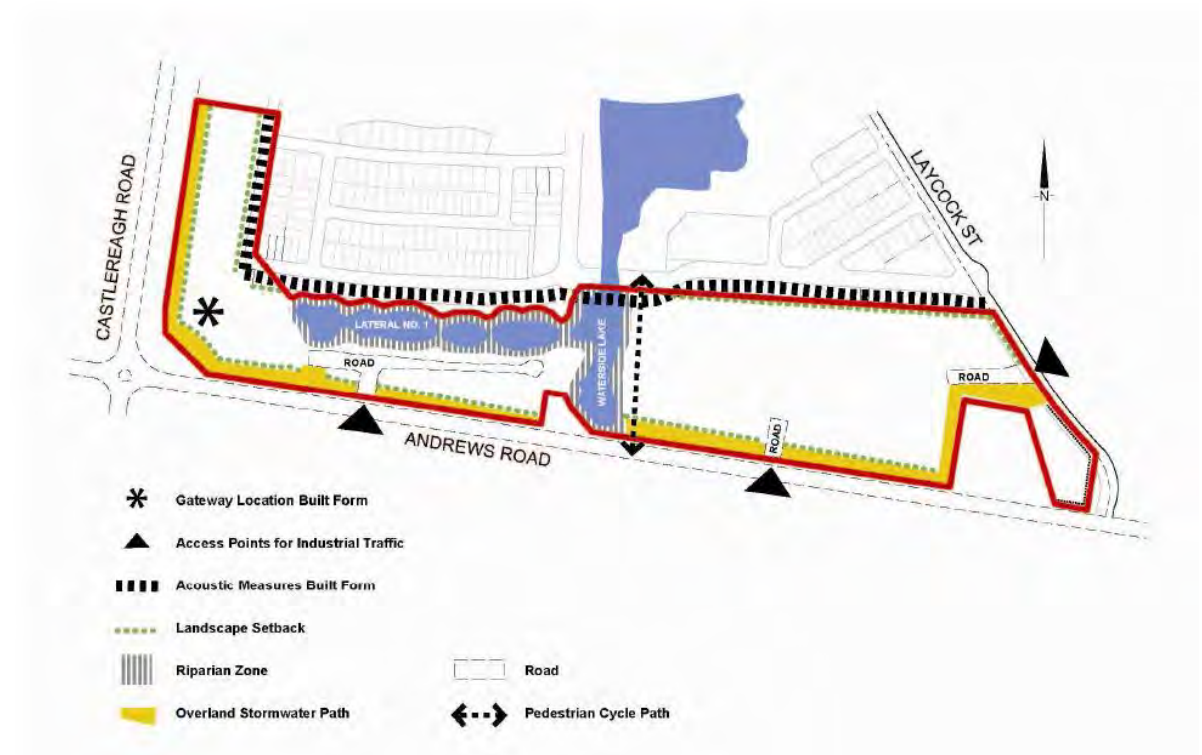 CASTLEREAGH ROAD
LAYCOCK ST
N
LATERAL NO. 1
WATERSIDE LAKE
ROAD
ROAD
ROAD
ANDREWS ROAD
Gateway Location Built Form
Access Points for Industrial Traffic
Acoustic Measures Built Form
Landscape Setback
Riparian Zone
Road
Overland Stormwater Path
Pedestrian Cycle Path